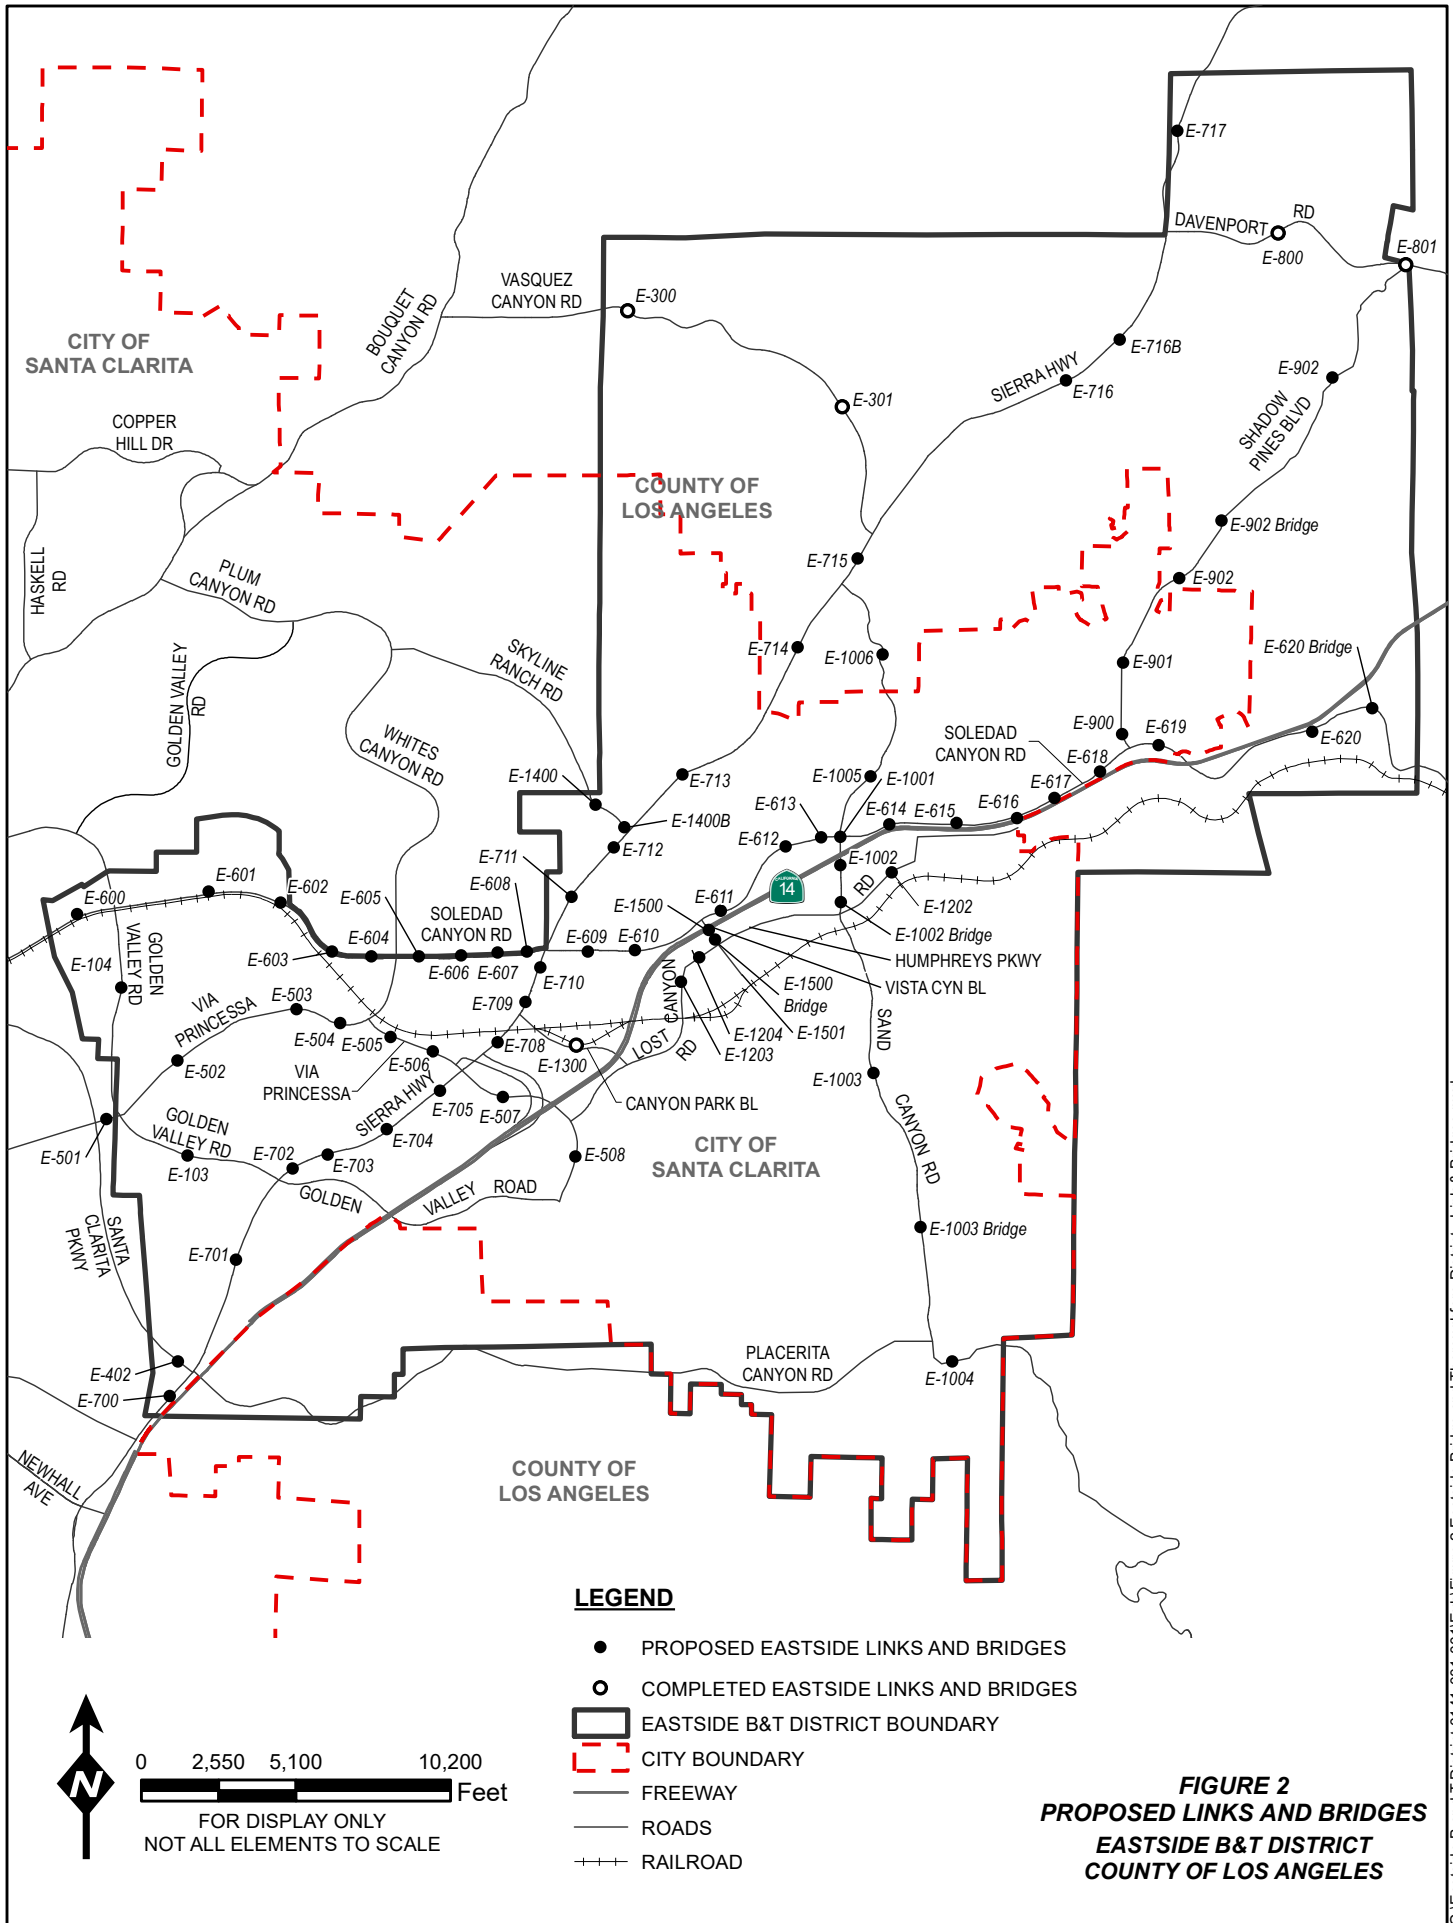 E-717
DAVENPORT
RD
E-800
E-801
VASQUEZ
CANYON RD
E-300
BOUQUET
CANYON RD
CITY OF
SANTA CLARITA
E-716B
SIERRA HWY
E-716
E-902
SHADOW
PINES BLVD
E-301
COPPER
HILL DR
COUNTY OF
LOS ANGELES
E-902 Bridge
HASKELL
RD
PLUM
CANYON RD
E-715
E-902
SKYLINE
RANCH RD
E-714
E-1006
E-901
E-620 Bridge
GOLDEN VALLEY
RD
WHITES
CANYON RD
SOLEDAD
CANYON RD
E-900
E-619
E-620
E-618
E-617
E-1400
E-713
E-1005
E-1001
E-613
E-614
E-615
E-616
E-1400B
E-612
E-712
E-711
E-608
E-1002
RD
CALIFORNIA
14
E-601
E-602
E-605
E-600
SOLEDAD
CANYON RD
E-611
E-1500
E-1202
E-1002 Bridge
GOLDEN
VALLEY RD
E-604
E-603
E-606
E-607
E-609
E-610
HUMPHREYS PKWY
E-104
E-710
CANYON
E-1500
Bridge
VISTA CYN BL
VIA
PRINCESSA
E-503
E-709
E-504
E-505
E-708
E-1300
LOST
RD
E-1204
E-1203
E-1501
SAND
CANYON RD
E-502
E-506
VIA
PRINCESSA
SIERRA HWY
E-705
E-507
CANYON PARK BL
E-1003
GOLDEN
VALLEY RD
E-501
E-103
E-702
E-703
E-704
E-508
CITY OF
SANTA CLARITA
GOLDEN
VALLEY
ROAD
E-1003 Bridge
SANTA
CLARITA
PKWY
E-701
E-402
E-700
PLACERITA
CANYON RD
E-1004
NEWHALL
AVE
COUNTY OF
LOS ANGELES
LEGEND
PROPOSED EASTSIDE LINKS AND BRIDGES
COMPLETED EASTSIDE LINKS AND BRIDGES
EASTSIDE B&T DISTRICT BOUNDARY
CITY BOUNDARY
FREEWAY
ROADS
RAILROAD
N
0 2,550 5,100 10,200
Feet
FOR DISPLAY ONLY
NOT ALL ELEMENTS TO SCALE
FIGURE 2
PROPOSED LINKS AND BRIDGES
EASTSIDE B&T DISTRICT
COUNTY OF LOS ANGELES